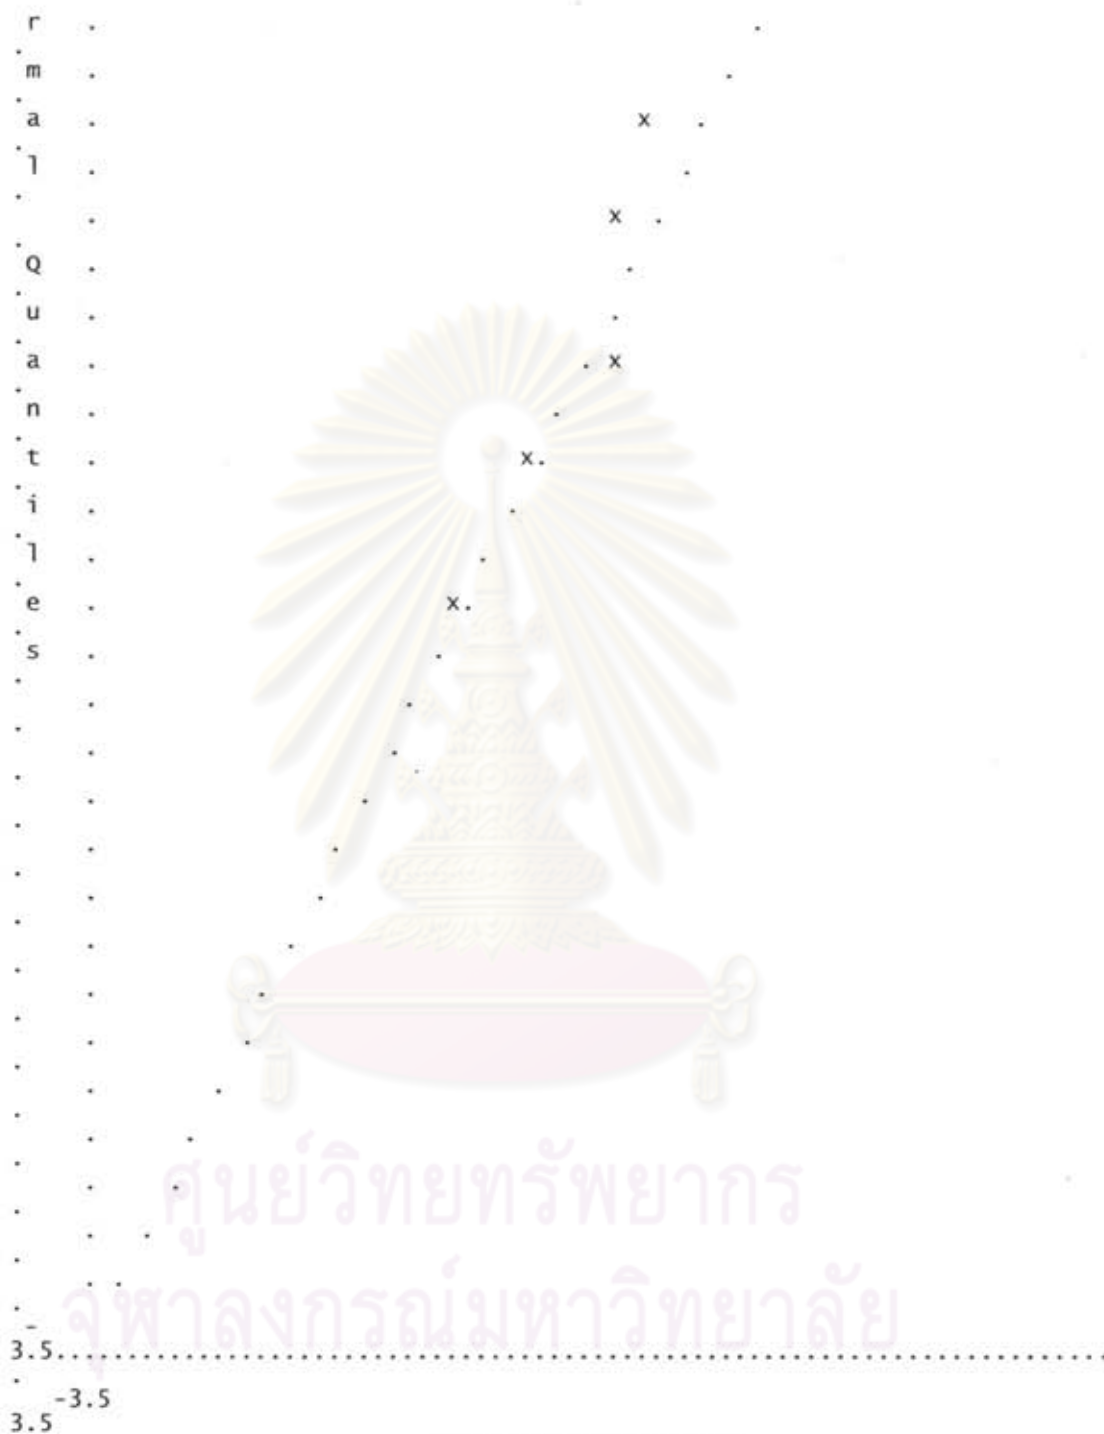 r . .
.
m . .
.
a . x .
.
l . .
.
. x .
.
Q . .
.
u . .
.
a . . x
.
n . .
.
t . x .
.
i . .
.
l . .
.
e . x .
.
s . .
.
. .
.
. .
.
. .
.
. .
.
. .
.
. .
.
. .
.
. .
.
. .
.
. .
ศูนย์วิทยทรัพยากร
.
. .
.
. .
.
. .
จุฬาลงกรณ์มหาวิทยาลัย
.
-
3.5..........................................................................
.
-3.5
3.5